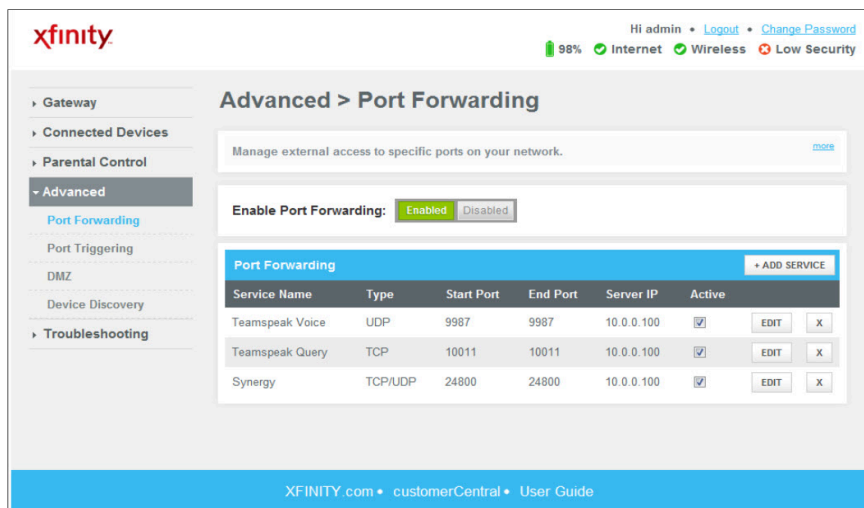 xfinity
Hi admin • Logout • Change Password
98% Internet Wireless Low Security
Gateway
Connected Devices
Parental Control
Advanced
Port Forwarding
Port Triggering
DMZ
Device Discovery
Troubleshooting
Advanced > Port Forwarding
Manage external access to specific ports on your network. more
Enable Port Forwarding: Enabled Disabled
Port Forwarding + ADD SERVICE
Service Name Type Start Port End Port Server IP Active
Teamspeak Voice UDP 9987 9987 10.0.0.100 EDIT X
Teamspeak Query TCP 10011 10011 10.0.0.100 EDIT X
Synergy TCP/UDP 24800 24800 10.0.0.100 EDIT X
XFINITY.com • customerCentral • User Guide